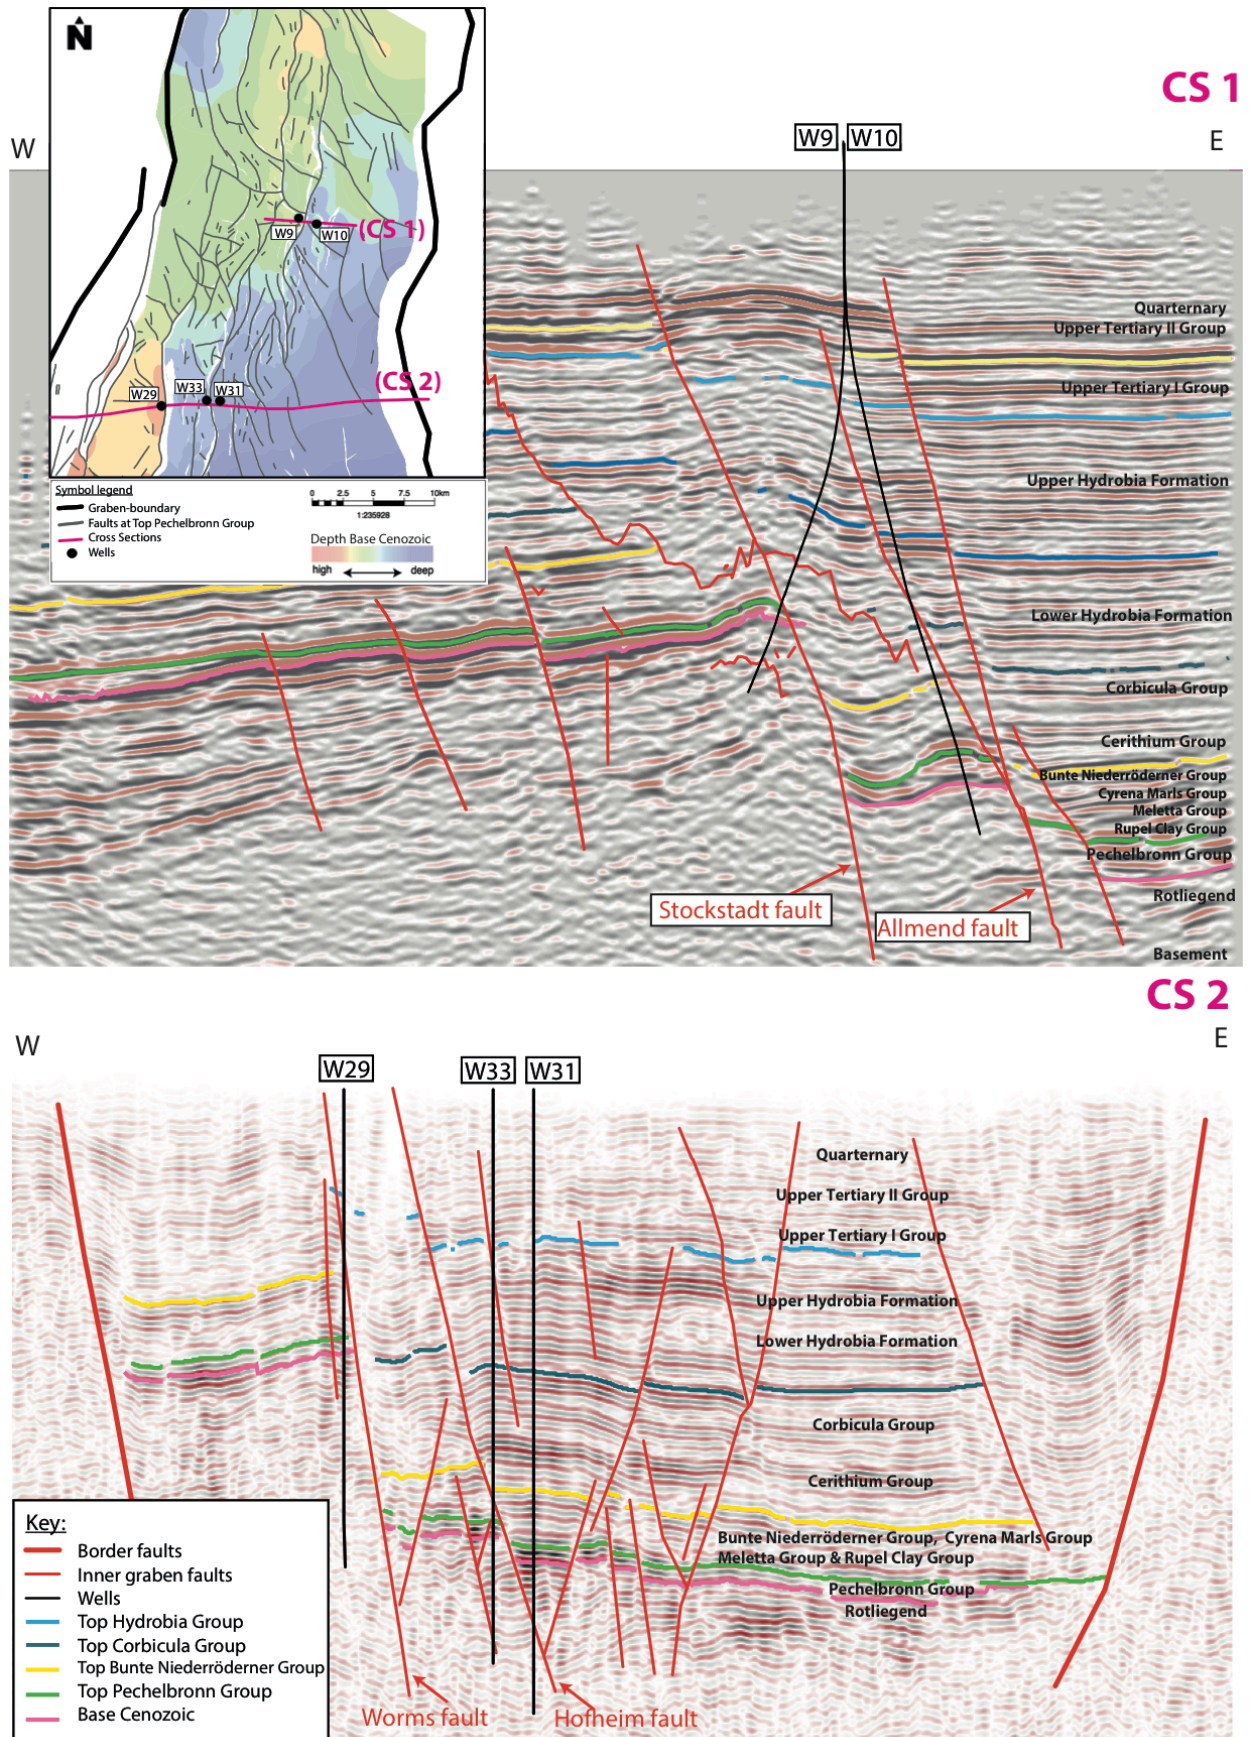 N
CS 1
W
W9 W10
E
W9
W10
(CS 1)
(CS 2)
W29
W33
W31
Symbol legend
Graben-boundary
Faults at Top Pechelbronn Group
Cross Sections
Wells
0 2.5 5 7.5 10km
1:235928
Depth Base Cenozoic
high deep
Quarternary
Upper Tertiary II Group
Upper Tertiary I Group
Upper Hydrobia Formation
Lower Hydrobia Formation
Corbicula Group
Cerithium Group
Bunte Niederröderner Group
Cyrena Marls Group
Meletta Group
Rupel Clay Group
Pechelbronn Group
Rotliegend
Basement
Stockstadt fault
Allmend fault
CS 2
W
E
W29
W33 W31
Quarternary
Upper Tertiary II Group
Upper Tertiary I Group
Upper Hydrobia Formation
Lower Hydrobia Formation
Corbicula Group
Cerithium Group
Bunte Niederröderner Group, Cyrena Marls Group
Meletta Group & Rupel Clay Group
Pechelbronn Group
Rotliegend
Key:
Border faults
Inner graben faults
Wells
Top Hydrobia Group
Top Corbicula Group
Top Bunte Niederröderner Group
Top Pechelbronn Group
Base Cenozoic
Worms fault
Hofheim fault